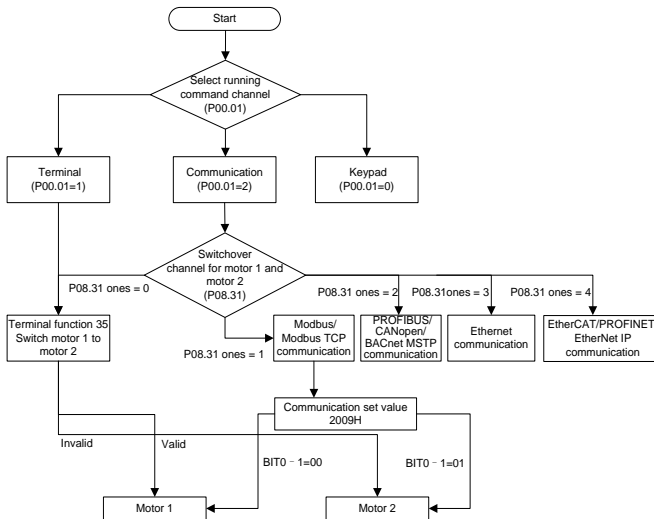 Start
Select running
command channel
(P00.01)
Terminal
(P00.01=1)
Communication
(P00.01=2)
Keypad
(P00.01=0)
Switchover
channel for motor 1 and
motor 2
(P08.31)
P08.31 ones = 0
P08.31 ones = 2
P08.31ones = 3
P08.31 ones = 4
Terminal function 35
Switch motor 1 to
motor 2
P08.31 ones = 1
Modbus/
Modbus TCP
communication
PROFIBUS/
CANopen/
BACnet MSTP
communication
Ethernet
communication
EtherCAT/PROFINET
EtherNet IP
communication
Communication set value
2009H
Invalid
Valid
BIT0–1=00
BIT0–1=01
Motor 1
Motor 2